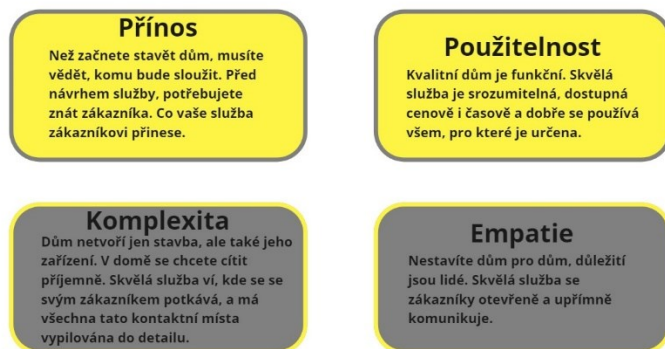 Přínos
Než začnete stavět dům, musíte
vědět, komu bude sloužit. Před
návrhem služby, potřebujete
znát zákazníka. Co vaše služba
zákazníkovi přinese.
Použitelnost
Kvalitní dům je funkční. Skvělá
služba je srozumitelná, dostupná
cenově i časově a dobře se používá
všem, pro které je určena.
Komplexita
Dům netvoří jen stavba, ale také jeho
zařízení. V domě se chcete cítit
příjemně. Skvělá služba ví, kde se se
svým zákazníkem potkává, a má
všechna tato kontaktní místa
vypilována do detailu.
Empatie
Nestavíte dům pro dům, důležití
jsou lidé. Skvělá služba se
zákazníky otevřeně a upřímně
komunikuje.